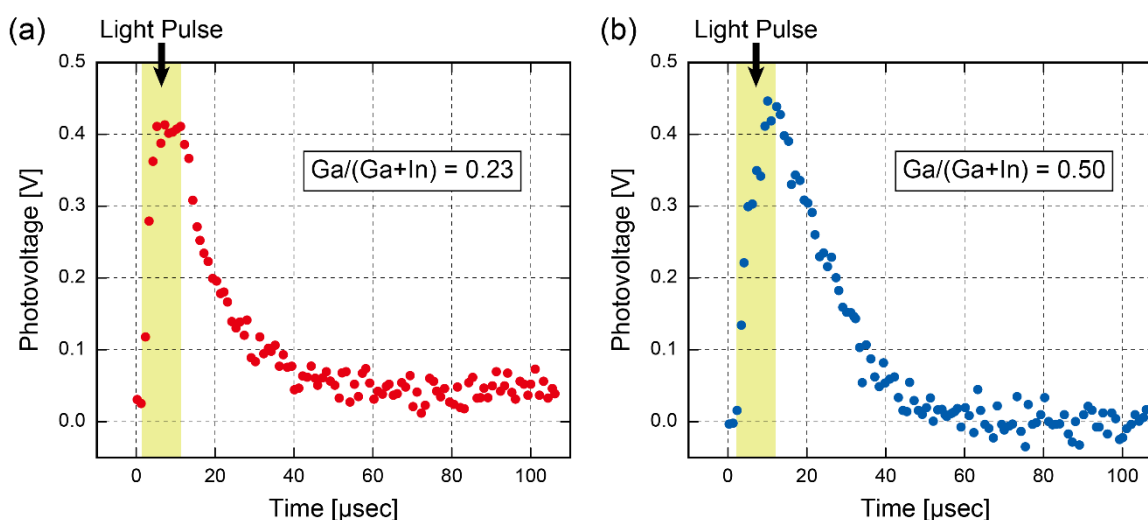 (a)
Light Pulse
0.5
0.4
0.3
0.2
0.1
0.0
Photovoltage [V]
Ga/(Ga+In) = 0.23
0
20
40
60
80
100
Time [µsec]
(b)
Light Pulse
0.5
0.4
0.3
0.2
0.1
0.0
Photovoltage [V]
Ga/(Ga+In) = 0.50
0
20
40
60
80
100
Time [µsec]